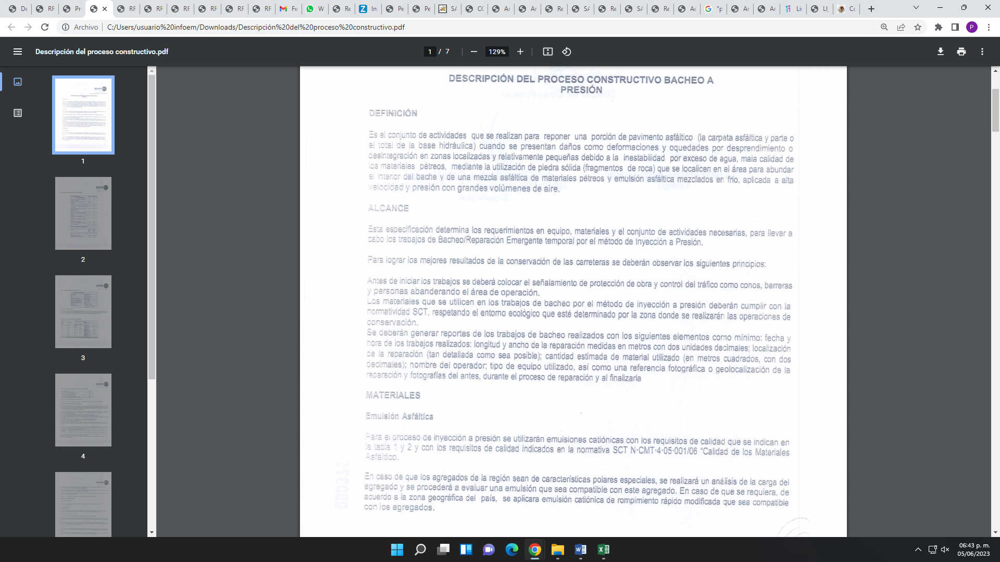 De
RF
Pr
RF
RF
RF
RF
RF
RF
Fw
W
Re
In
Pe
Pe
SA
CC
Ar
Ar
Re
SA
Re
SA
Re
Ac
"p
Ar
Ar
Lin
LI_
Cc
Archivo
C:/Users/usuario%20infoem/Downloads/Descripción%20del%20proceso%20constructivo.pdf
P
Descripción del proceso constructivo.pdf
1 / 7
129%
1
2
3
4
DESCRIPCIÓN DEL PROCESO CONSTRUCTIVO BACHEO A
PRESIÓN
DEFINICIÓN
Es el conjunto de actividades que se realizan para reponer una porción de pavimento asfáltico (la carpeta asfáltica y parte o
el total de la base hidráulica) cuando se presentan daños como deformaciones y oquedades por desprendimiento o
desintegración en zonas localizadas y relativamente pequeñas debido a la inestabilidad por exceso de agua, mala calidad de
los materiales pétreos, mediante la utilización de piedra sólida (fragmentos de roca) que se localicen en el área para abundar
el interior del bache y de una mezcla asfáltica de materiales pétreos y emulsión asfáltica mezclados en frio, aplicada a alta
velocidad y presión con grandes volúmenes de aire.
ALCANCE
Esta especificación determina los requerimientos en equipo, materiales y el conjunto de actividades necesarias, para llevar a
cabo los trabajos de Bacheo/Reparación Emergente temporal por el método de Inyección a Presión.
Para lograr los mejores resultados de la conservación de las carreteras se deberán observar los siguientes principios:
Antes de iniciar los trabajos se deberá colocar el señalamiento de protección de obra y control del tráfico como conos, barreras
y personas abanderando el área de operación.
Los materiales que se utilicen en los trabajos de bacheo por el método de inyección a presión deberán cumplir con la
normatividad SCT, respetando el entorno ecológico que esté determinado por la zona donde se realizarán las operaciones de
conservación.
Se deberán generar reportes de los trabajos de bacheo realizados con los siguientes elementos como mínimo: fecha y
hora de los trabajos realizados: longitud y ancho de la reparación medidas en metros con dos unidades decimales; localización
de la reparación (tan detallada como sea posible); cantidad estimada de material utilizado (en metros cuadrados, con dos
decimales); nombre del operador; tipo de equipo utilizado, así como una referencia fotográfica o geolocalización de la
reparación y fotografías del antes, durante el proceso de reparación y al finalizarla
MATERIALES
Emulsión Asfáltica
Para el proceso de inyección a presión se utilizarán emulsiones catiónicas con los requisitos de calidad que se indican en
la tabla 1 y 2 y con los requisitos de calidad indicados en la normativa SCT N·CMT·4·05·001/06 "Calidad de los Materiales
Asfáltico.
En caso de que los agregados de la región sean de características polares especiales, se realizará un análisis de la carga del
agregado y se procederá a evaluar una emulsión que sea compatible con este agregado. En caso de que se requiera, de
acuerdo a la zona geográfica del país, se aplicara emulsión catiónica de rompimiento rápido modificada que sea compatible
con los agregados.
06:43 p. m.
05/06/2023